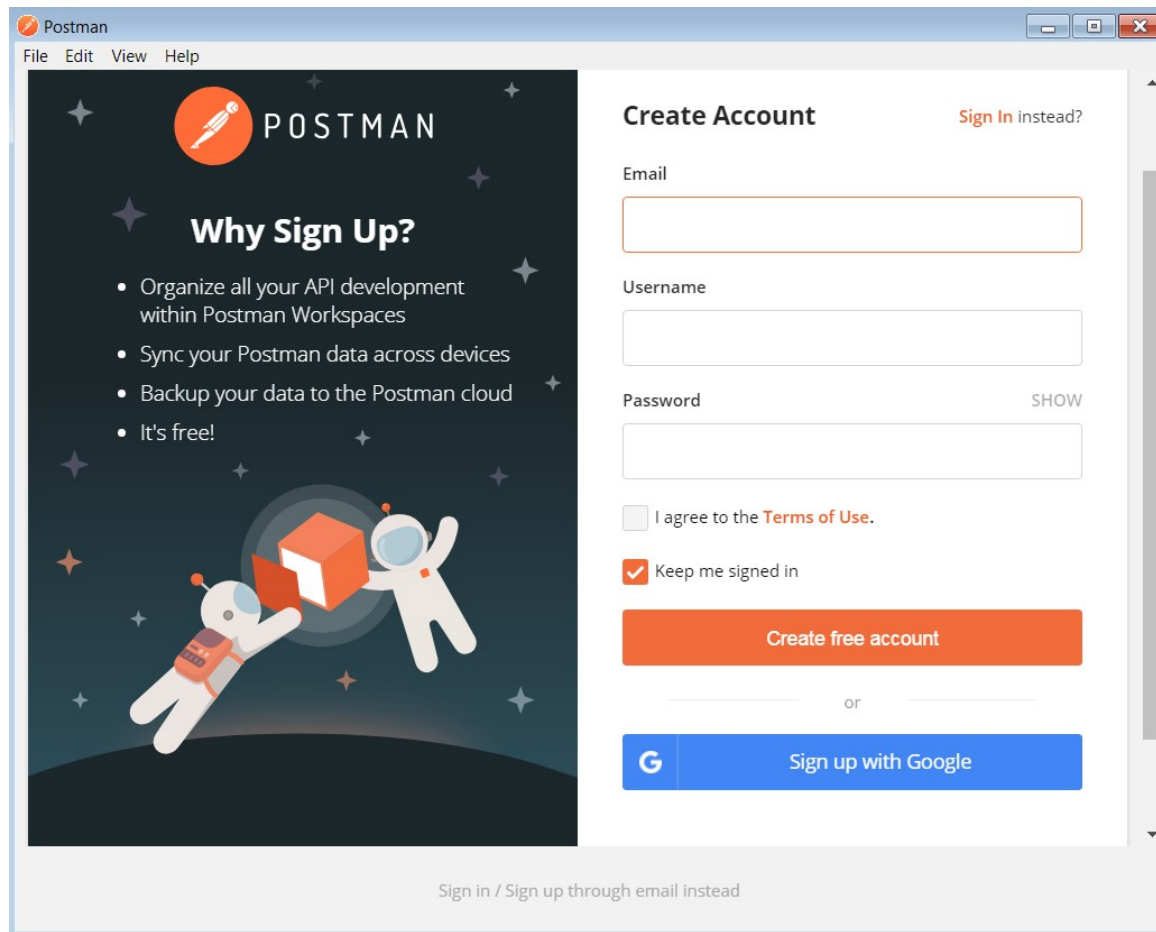 Postman
File Edit View Help
POSTMAN
Why Sign Up?
• Organize all your API development
within Postman Workspaces
• Sync your Postman data across devices
• Backup your data to the Postman cloud
• It's free!
Create Account
Sign In instead?
Email
Username
Password
SHOW
I agree to the Terms of Use.
Keep me signed in
Create free account
or
G
Sign up with Google
Sign in / Sign up through email instead